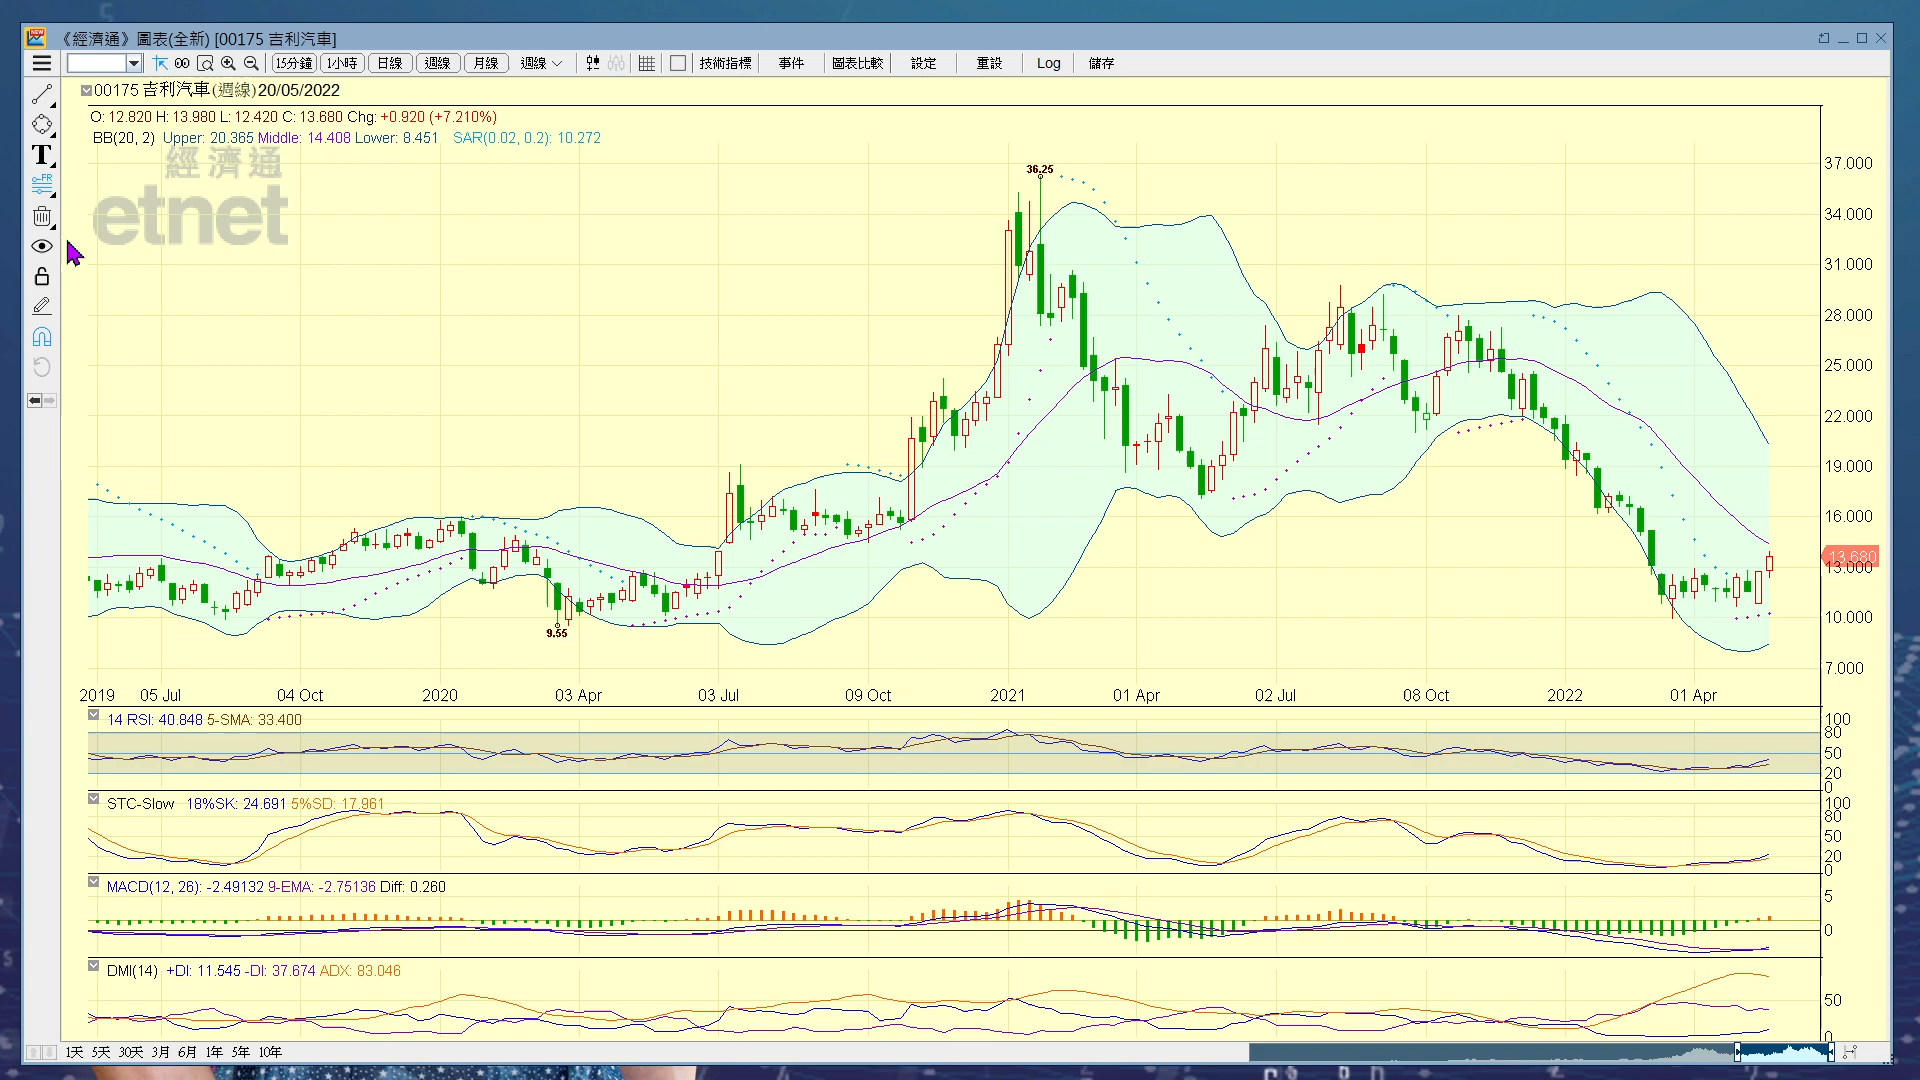 《經濟通》圖表(全新) [00175 吉利汽車]
15分鐘 1小時 日線 週線 月線 週線 技術指標 事件 圖表比較 設定 重設 Log 儲存
00175 吉利汽車(週線)20/05/2022
O: 12.820 H: 13.980 L: 12.420 C: 13.680 Chg: +0.920 (+7.210%)
BB(20, 2) Upper: 20.365 Middle: 14.408 Lower: 8.451 SAR(0.02, 0.2): 10.272
經濟通
etnet
T
FR
36.25
9.55
37.000
34.000
31.000
28.000
25.000
22.000
19.000
16.000
13.680
13.000
10.000
7.000
2019 05 Jul 04 Oct 2020 03 Apr 03 Jul 09 Oct 2021 01 Apr 02 Jul 08 Oct 2022 01 Apr
14 RSI: 40.848 5-SMA: 33.400
100
80
50
20
0
STC-Slow 18%SK: 24.691 5%SD: 17.961
100
80
50
20
0
MACD(12, 26): -2.49132 9-EMA: -2.75136 Diff: 0.260
5
0
DMI(14) +DI: 11.545 -DI: 37.674 ADX: 83.046
50
0
1天 5天 30天 3月 6月 1年 5年 10年